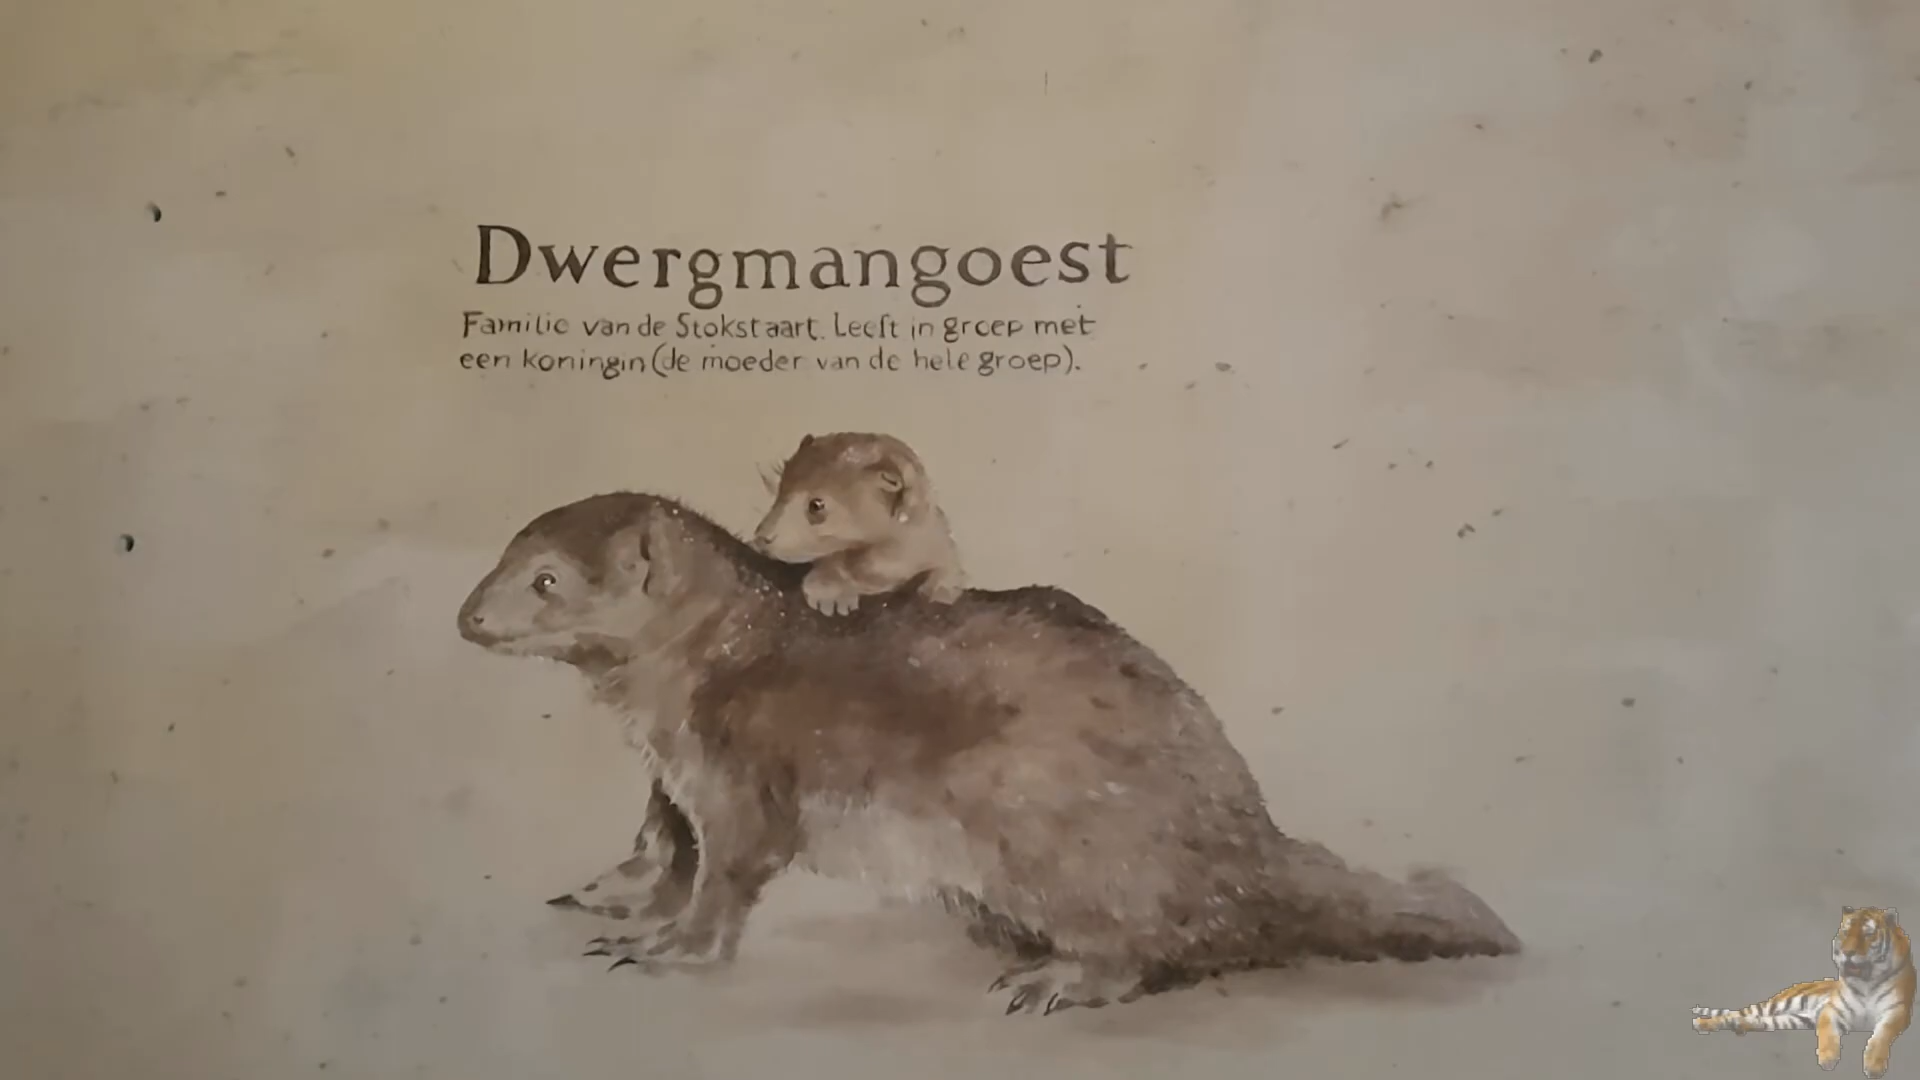 Dwergmangoest
Familie van de Stokstaart. Leeft in groep met
een koningin (de moeder van de hele groep).